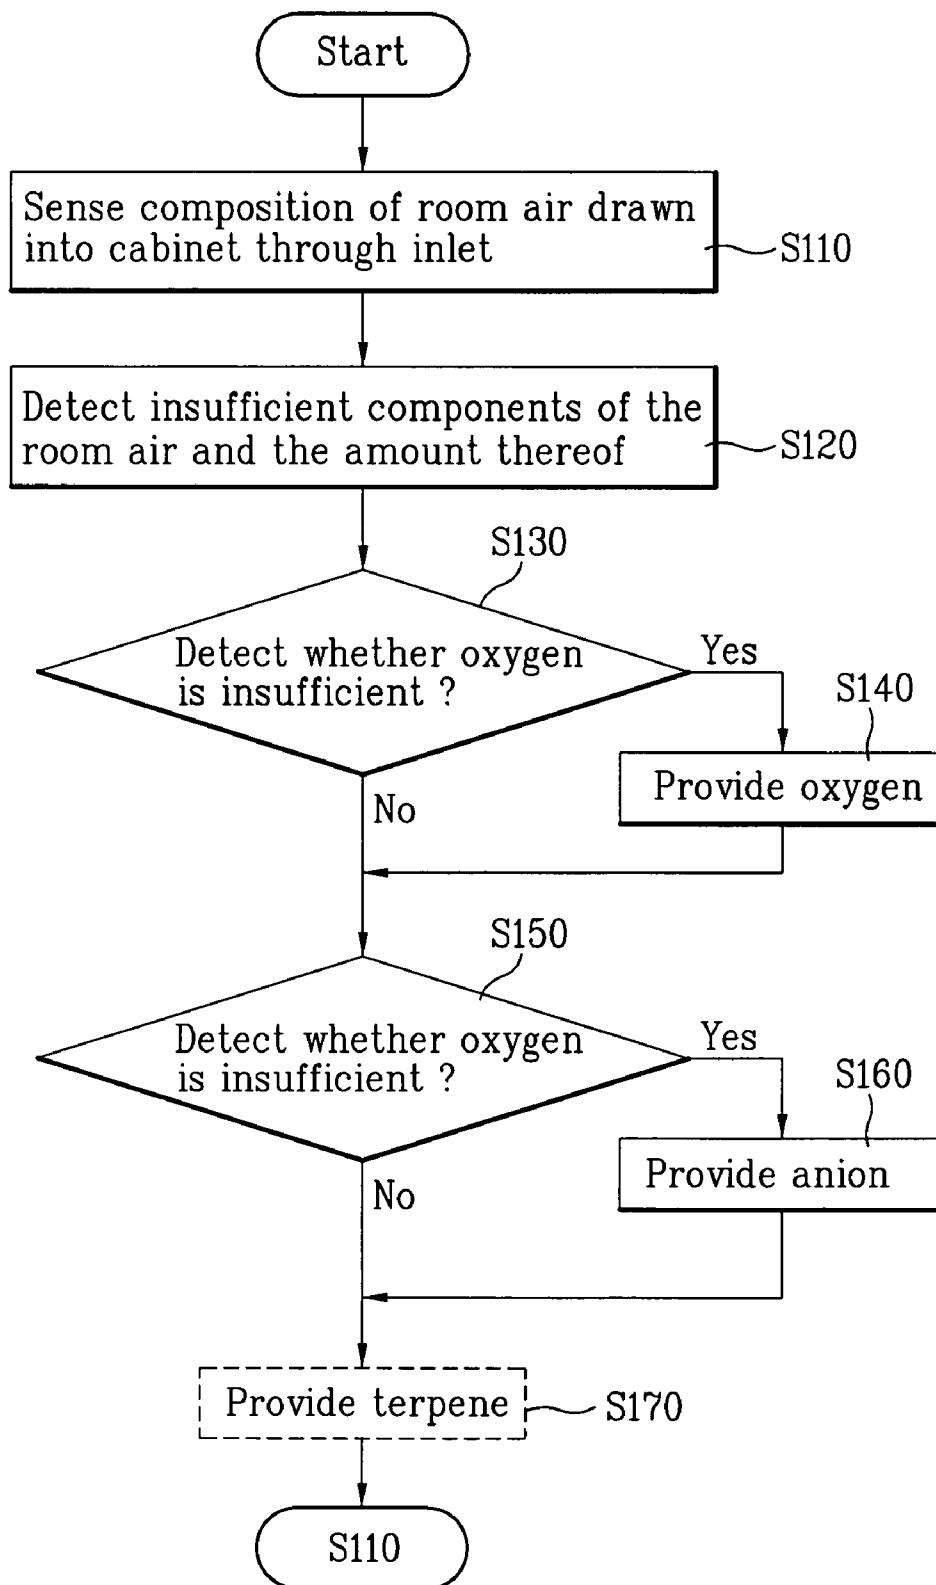 Start
Sense composition of room air drawn
into cabinet through inlet
S110
Detect insufficient components of the
room air and the amount thereof
S120
S130
Detect whether oxygen
is insufficient ?
Yes
S140
Provide oxygen
No
S150
Detect whether oxygen
is insufficient ?
Yes
S160
Provide anion
No
Provide terpene
S170
S110